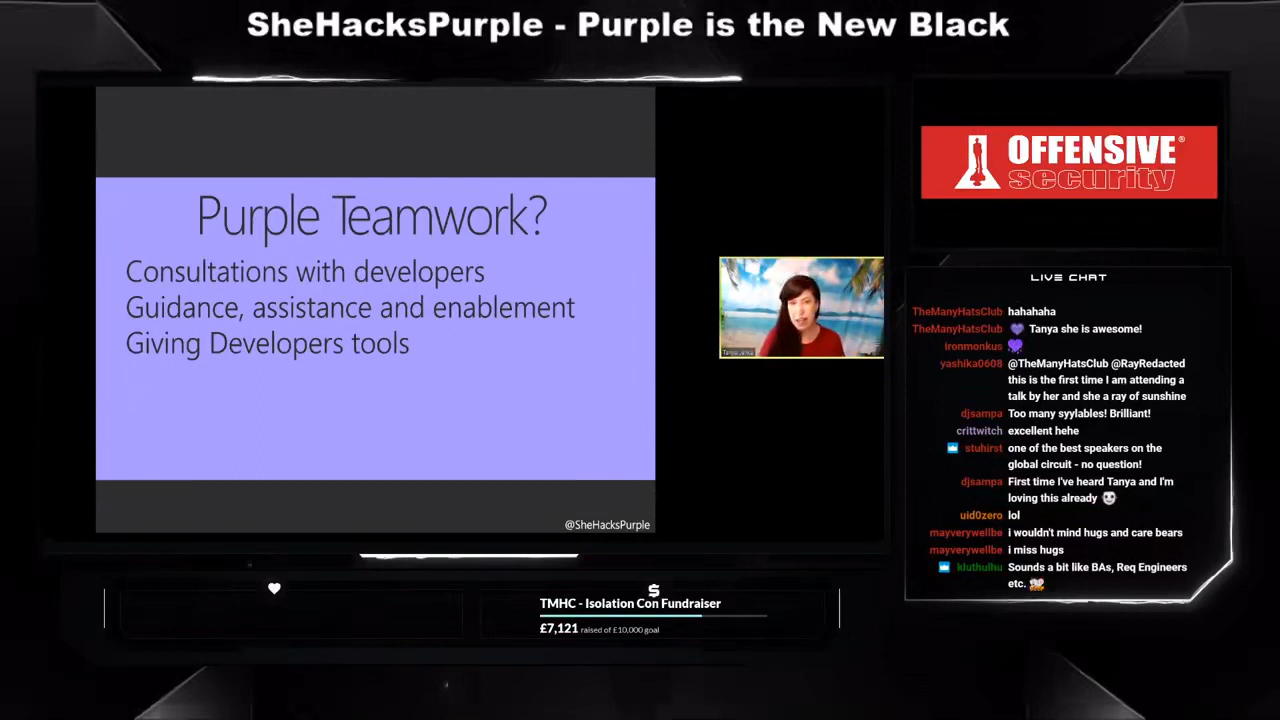 SheHacksPurple - Purple is the New Black
Purple Teamwork?
Consultations with developers
Guidance, assistance and enablement
Giving Developers tools
@SheHacksPurple
Tanya Janca
OFFENSIVE®
security
LIVE CHAT
TheManyHatsClub hahahaha
TheManyHatsClub 💜 Tanya she is awesome!
ironmonkus 💜
yashika0608 @TheManyHatsClub @RayRedacted
this is the first time I am attending a
talk by her and she a ray of sunshine
djsampa Too many syylables! Brilliant!
crittwitch excellent hehe
stuhirst one of the best speakers on the
global circuit - no question!
djsampa First time I've heard Tanya and I'm
loving this already
uid0zero lol
mayverywellbe i wouldn't mind hugs and care bears
mayverywellbe i miss hugs
kluthulhu Sounds a bit like BAs, Req Engineers
etc.
$
TMHC - Isolation Con Fundraiser
£7,121 raised of £10,000 goal